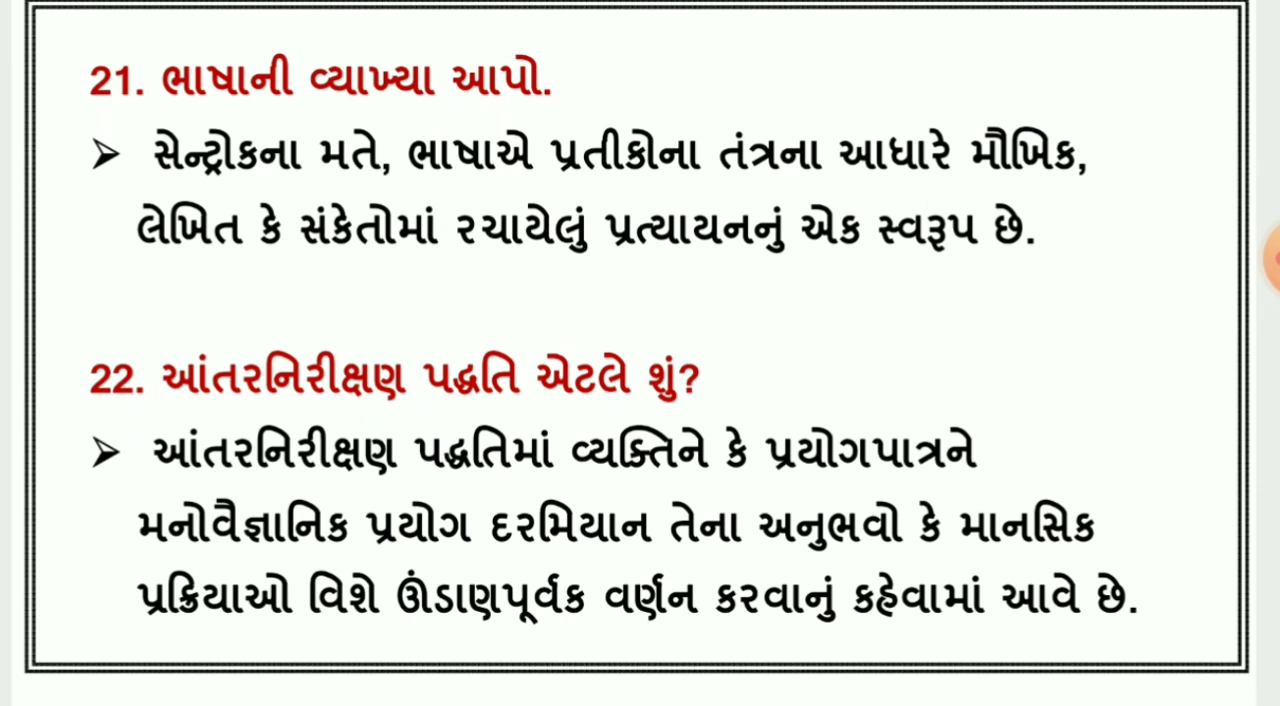 21. ભાષાની વ્યાખ્યા આપો.
➢ સેન્ટ્રોકના મતે, ભાષાએ પ્રતીકોના તંત્રના આધારે મૌખિક,
લેખિત કે સંકેતોમાં રચાયેલું પ્રત્યાયનનું એક સ્વરૂપ છે.
22. આંતરનિરીક્ષણ પદ્ધતિ એટલે શું?
➢ આંતરનિરીક્ષણ પદ્ધતિમાં વ્યક્તિને કે પ્રયોગપાત્રને
મનોવૈજ્ઞાનિક પ્રયોગ દરમિયાન તેના અનુભવો કે માનસિક
પ્રક્રિયાઓ વિશે ઊંડાણપૂર્વક વર્ણન કરવાનું કહેવામાં આવે છે.